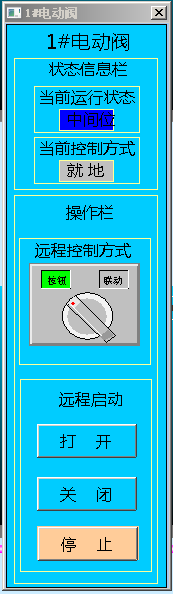 1#电动阀
1#电动阀
状态信息栏
当前运行状态
中间位
当前控制方式
就地
操作栏
远程控制方式
按钮 联动
远程启动
打 开
关 闭
停 止